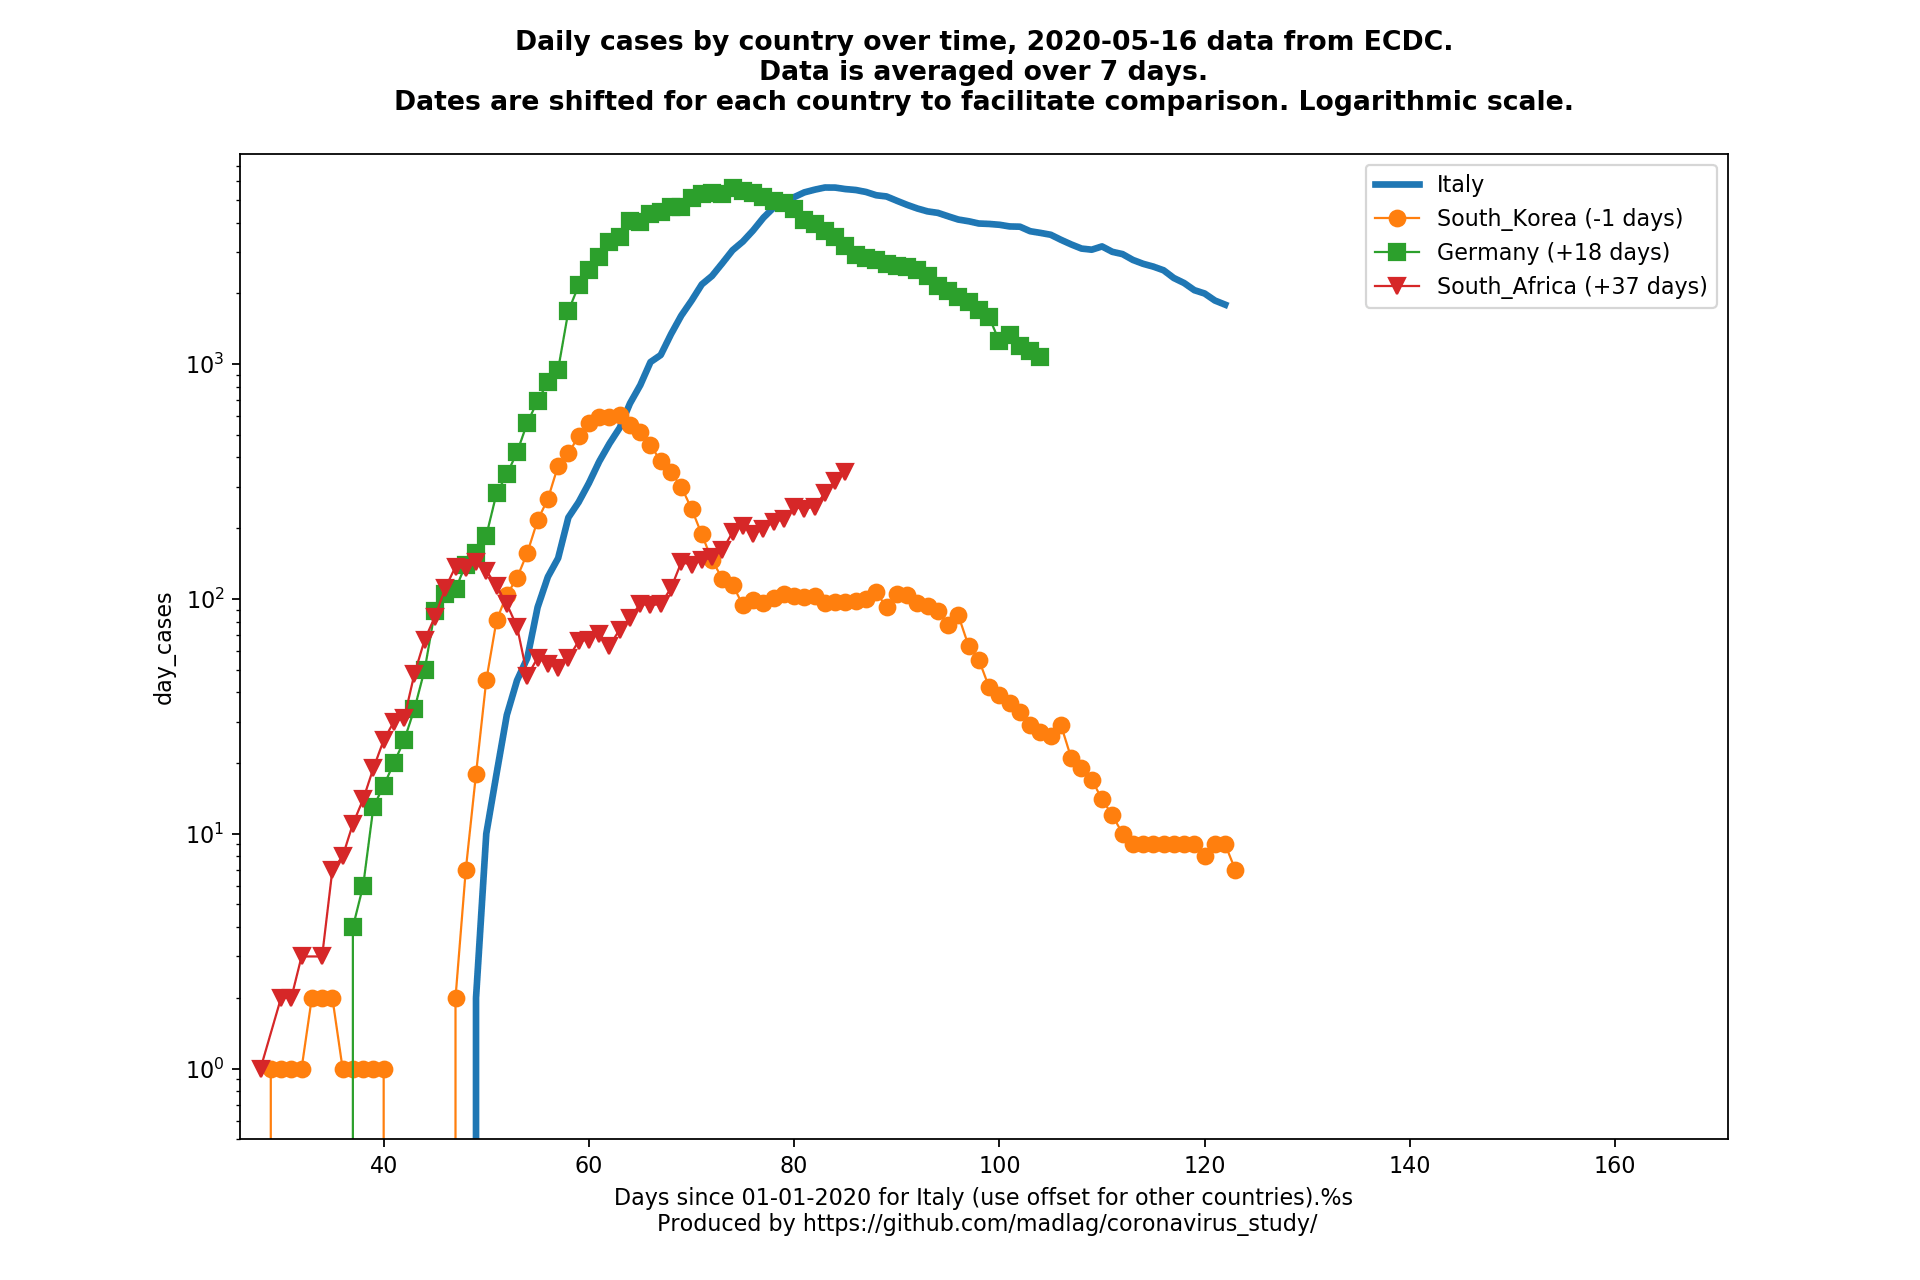 Daily cases by country over time, 2020-05-16 data from ECDC.
Data is averaged over 7 days.
Dates are shifted for each country to facilitate comparison. Logarithmic scale.
Italy
South_Korea (-1 days)
Germany (+18 days)
South_Africa (+37 days)
10³
10²
10¹
10⁰
day_cases
40 60 80 100 120 140 160
Days since 01-01-2020 for Italy (use offset for other countries).%s
Produced by https://github.com/madlag/coronavirus_study/